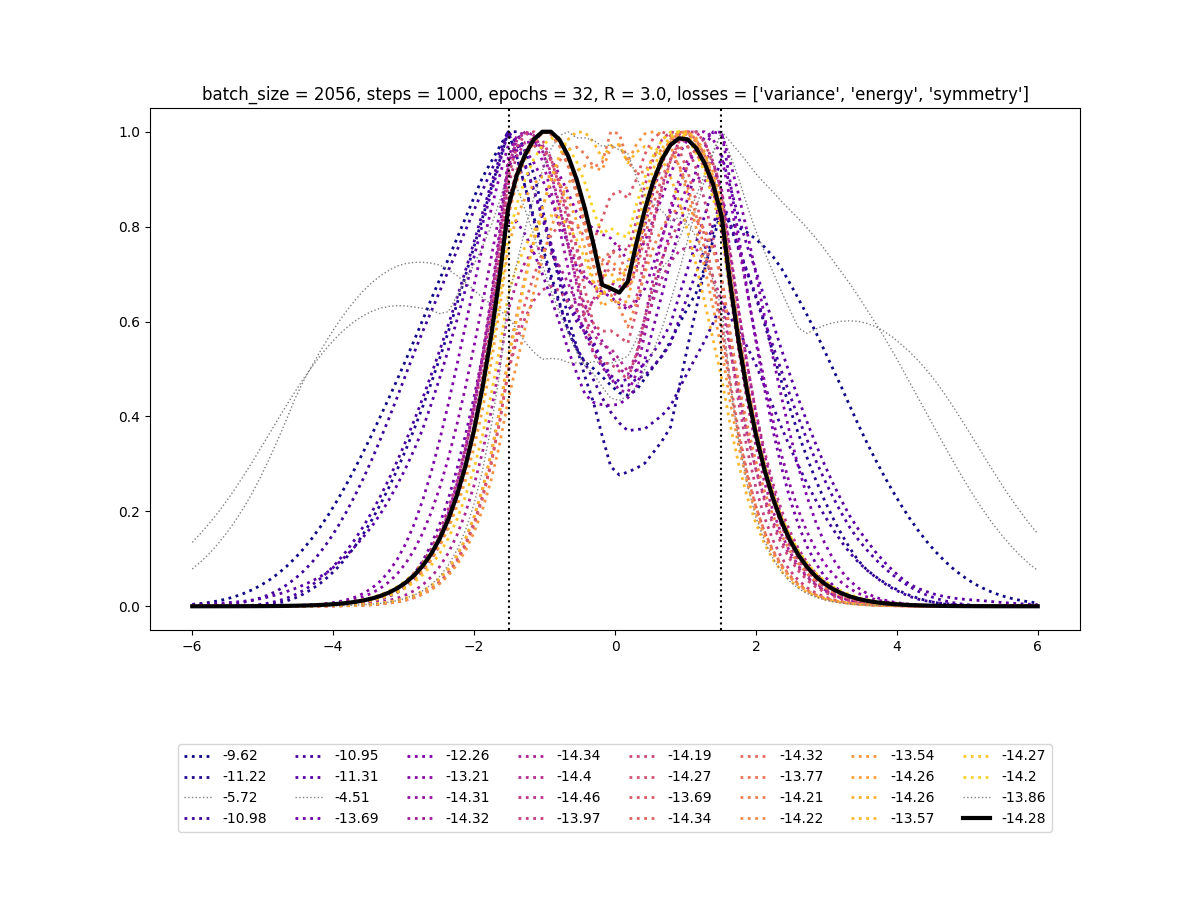 batch_size = 2056, steps = 1000, epochs = 32, R = 3.0, losses = ['variance', 'energy', 'symmetry']
1.0
0.8
0.6
0.4
0.2
0.0
−6 −4 −2 0 2 4 6
-9.62 -10.95 -12.26 -14.34 -14.19 -14.32 -13.54 -14.27
-11.22 -11.31 -13.21 -14.4 -14.27 -13.77 -14.26 -14.2
-5.72 -4.51 -14.31 -14.46 -13.69 -14.21 -14.26 -13.86
-10.98 -13.69 -14.32 -13.97 -14.34 -14.22 -13.57 -14.28